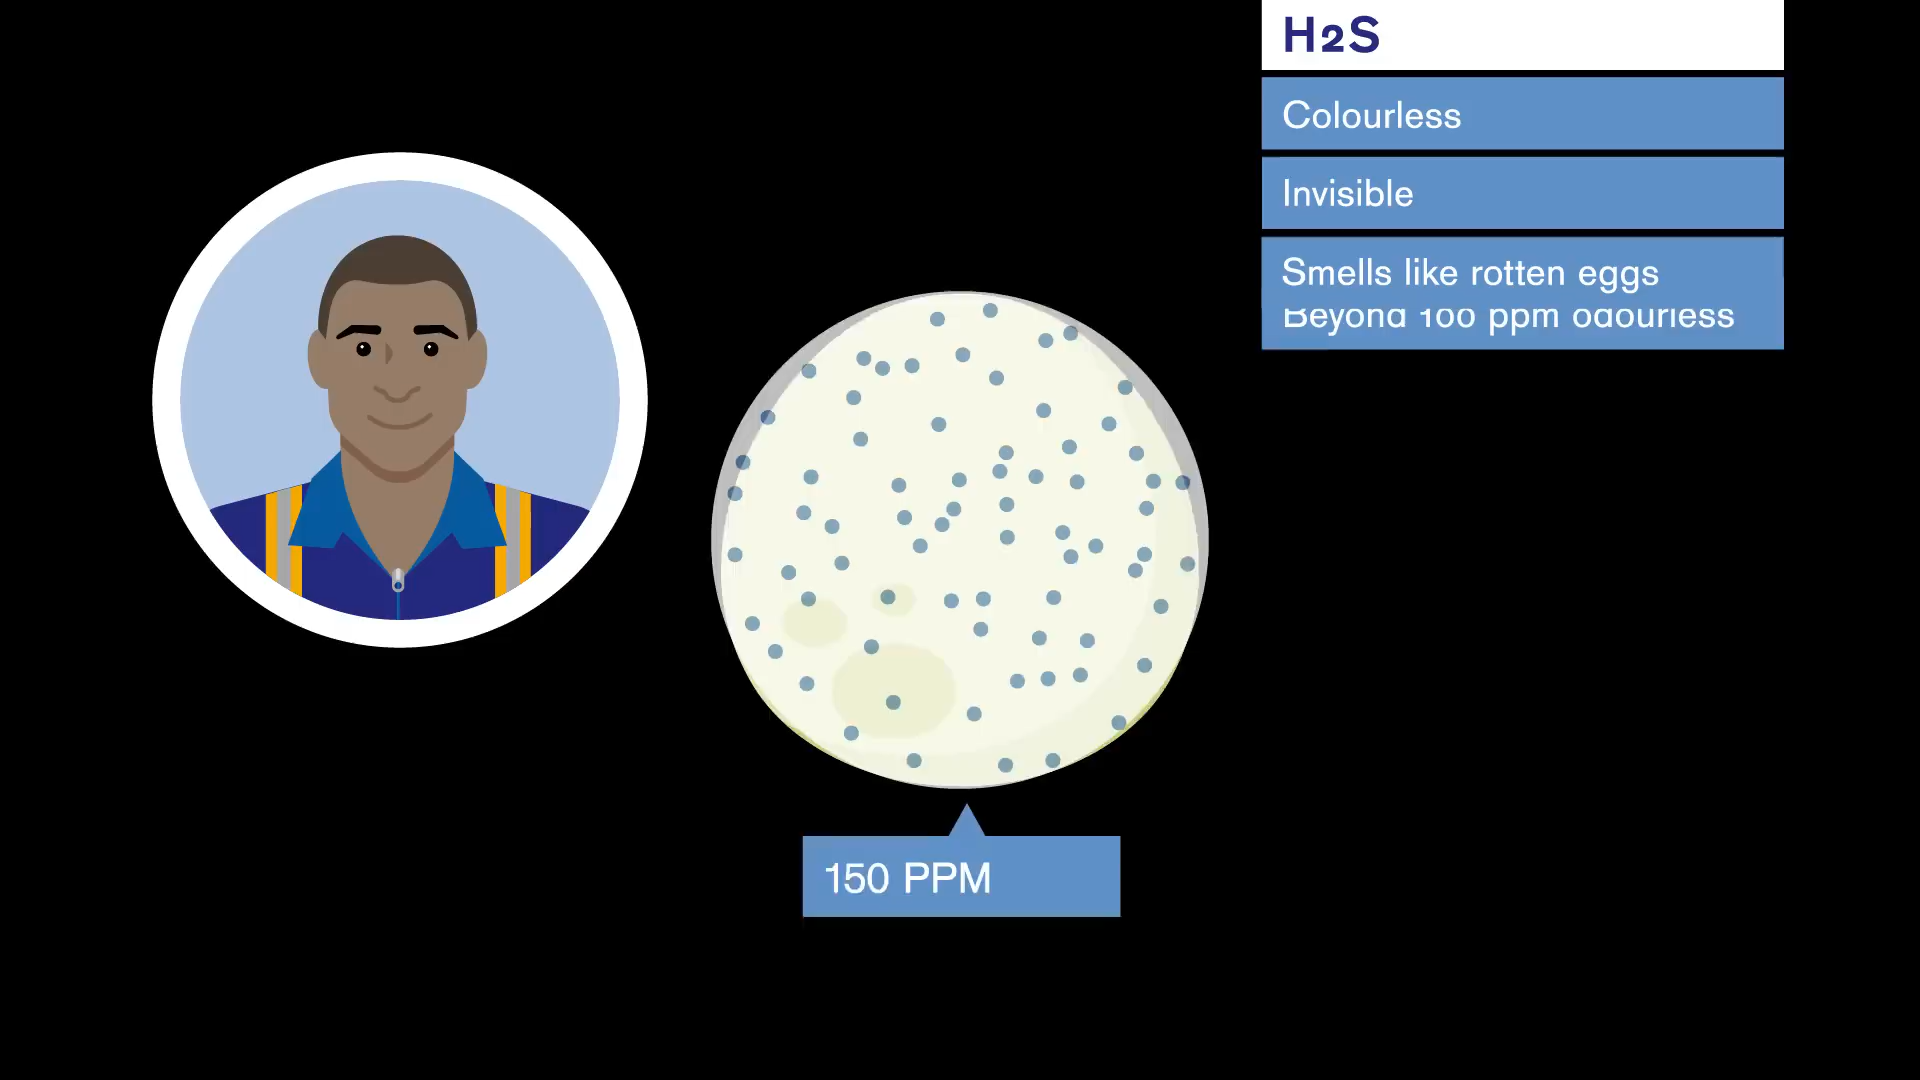 H2S
Colourless
Invisible
Smells like rotten eggs
Beyond 100 ppm odourless
150 PPM